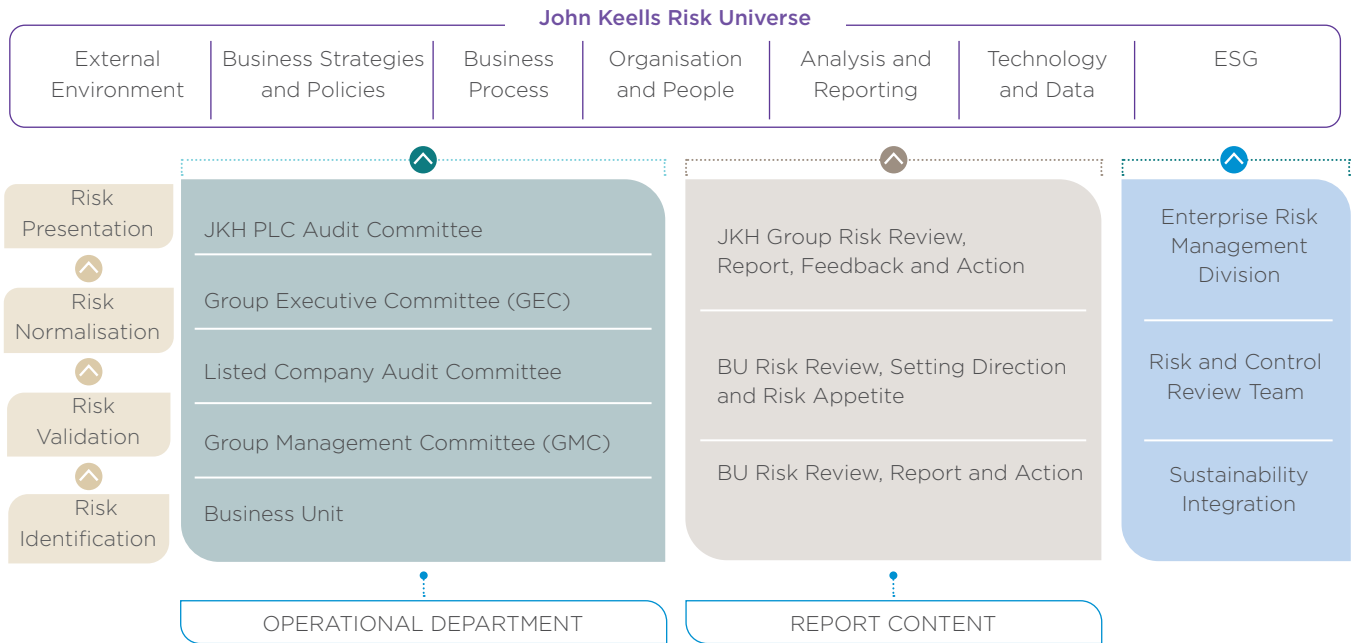 John Keells Risk Universe
External
Environment
Business Strategies
and Policies
Business
Process
Organisation
and People
Analysis and
Reporting
Technology
and Data
ESG
Risk
Presentation
Risk
Normalisation
Risk
Validation
Risk
Identification
JKH PLC Audit Committee
Group Executive Committee (GEC)
Listed Company Audit Committee
Group Management Committee (GMC)
Business Unit
JKH Group Risk Review,
Report, Feedback and Action
BU Risk Review, Setting Direction
and Risk Appetite
BU Risk Review, Report and Action
Enterprise Risk
Management
Division
Risk and Control
Review Team
Sustainability
Integration
OPERATIONAL DEPARTMENT
REPORT CONTENT